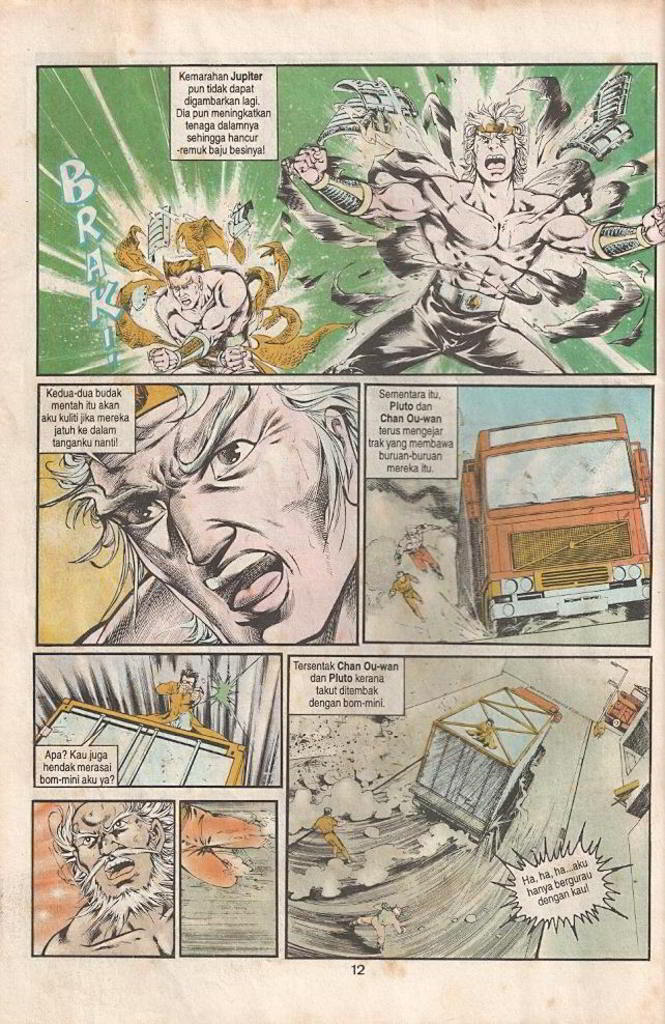 Kemarahan Jupiter
pun tidak dapat
digambarkan lagi.
Dia pun meningkatkan
tenaga dalamnya
sehingga hancur
-remuk baju besinya!
BRAK!!
Kedua-dua budak
mentah itu akan
aku kuliti jika mereka
jatuh ke dalam
tanganku nanti!
Sementara itu,
Pluto dan
Chan Ou-wan
terus mengejar
trak yang membawa
buruan-buruan
mereka itu.
Apa? Kau juga
hendak merasai
bom-mini aku ya?
Tersentak Chan Ou-wan
dan Pluto kerana
takut ditembak
dengan bom-mini.
Ha, ha, ha...aku
hanya bergurau
dengan kau!
12